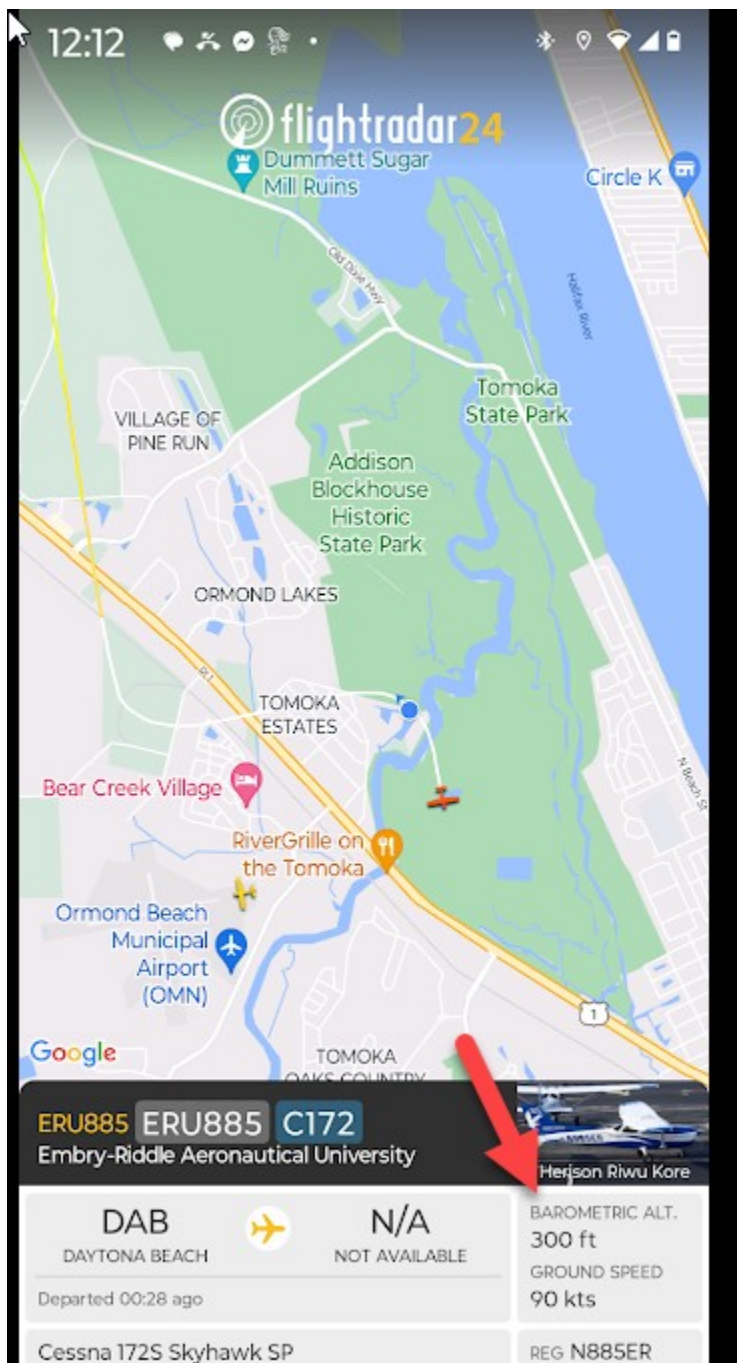 12:12
flightradar24
Dummett Sugar
Mill Ruins
Circle K
Old Dixie Hwy
Halifax River
Tomoka
State Park
VILLAGE OF
PINE RUN
Addison
Blockhouse
Historic
State Park
ORMOND LAKES
TOMOKA
ESTATES
Bear Creek Village
N Beach St
RiverGrille on
the Tomoka
Ormond Beach
Municipal
Airport
(OMN)
1
Google
TOMOKA
OAKS COUNTRY
ERU885 ERU885 C172
Embry-Riddle Aeronautical University
Herjson Riwu Kore
DAB
DAYTONA BEACH
N/A
NOT AVAILABLE
Departed 00:28 ago
BAROMETRIC ALT.
300 ft
GROUND SPEED
90 kts
Cessna 172S Skyhawk SP
REG N885ER